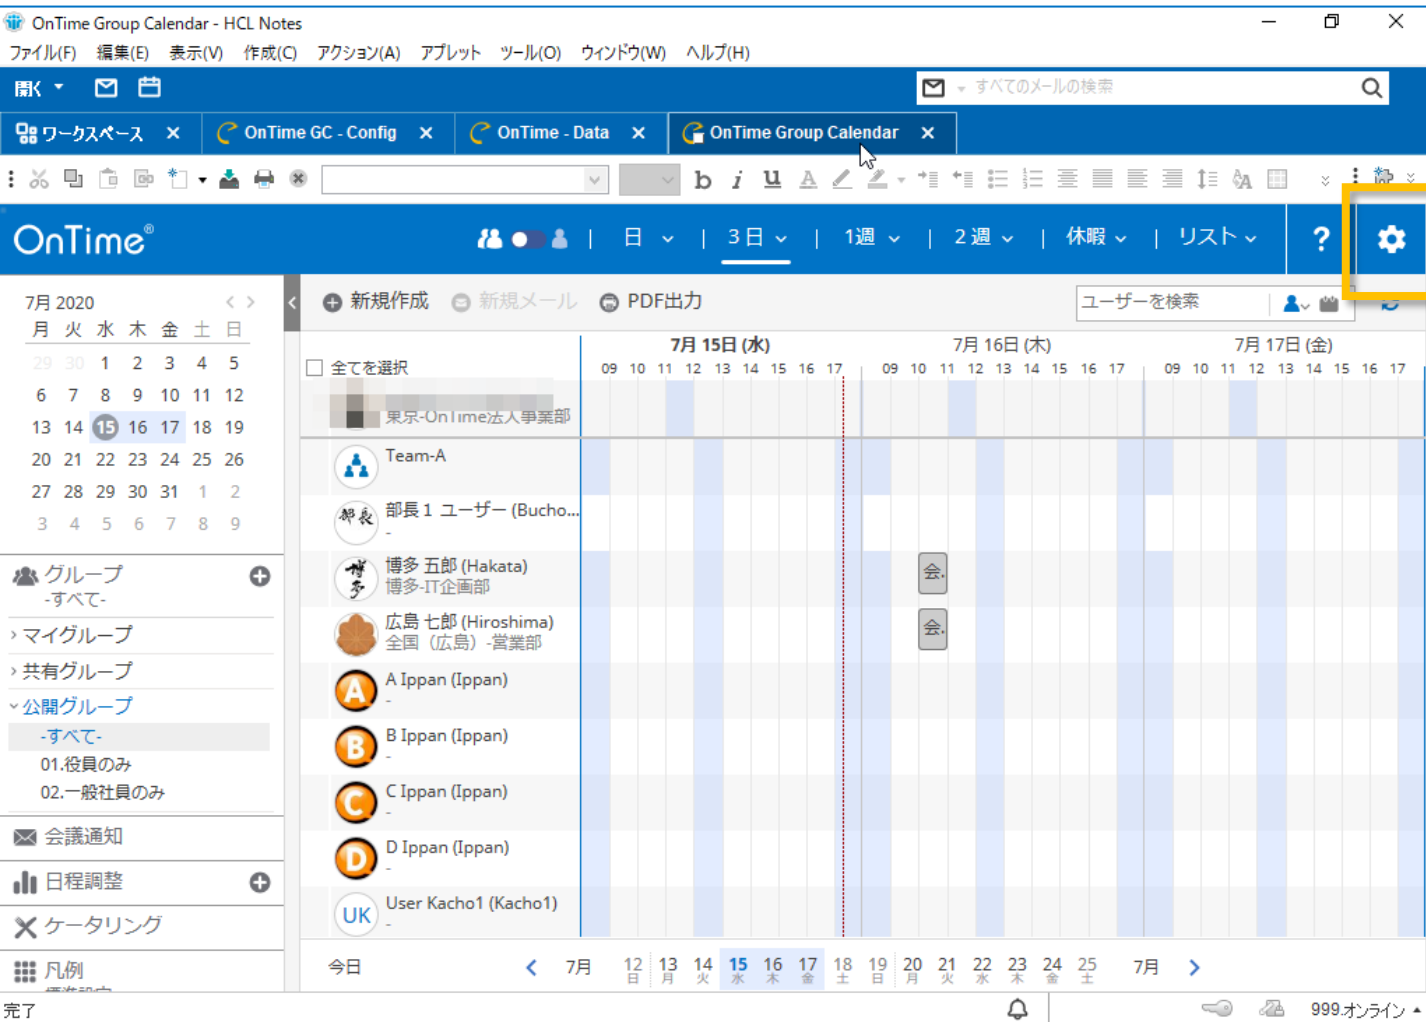 OnTime Group Calendar - HCL Notes
ファイル(F) 編集(E) 表示(V) 作成(C) アクション(A) アプレット ツール(O) ウィンドウ(W) ヘルプ(H)
開く すべてのメールの検索
ワークスペース OnTime GC - Config OnTime - Data OnTime Group Calendar
b i u A
OnTime® 日 3日 1週 2週 休暇 リスト ?
7月 2020
月 火 水 木 金 土 日
29 30 1 2 3 4 5
6 7 8 9 10 11 12
13 14 15 16 17 18 19
20 21 22 23 24 25 26
27 28 29 30 31 1 2
3 4 5 6 7 8 9
グループ
-すべて-
マイグループ
共有グループ
公開グループ
-すべて-
01.役員のみ
02.一般社員のみ
会議通知
日程調整
ケータリング
凡例
新規作成 新規メール PDF出力 ユーザーを検索
7月 15日 (水) 7月 16日 (木) 7月 17日 (金)
全てを選択 09 10 11 12 13 14 15 16 17 09 10 11 12 13 14 15 16 17 09 10 11 12 13 14 15 16 17
東京-OnTime法人事業部
Team-A
部長 部長１ ユーザー (Bucho...
-
博多 博多 五郎 (Hakata) 会.
博多-IT企画部
広島 七郎 (Hiroshima) 会.
全国（広島）-営業部
A A Ippan (Ippan)
-
B B Ippan (Ippan)
-
C C Ippan (Ippan)
-
D D Ippan (Ippan)
-
UK User Kacho1 (Kacho1)
-
今日 7月 12 13 14 15 16 17 18 19 20 21 22 23 24 25 7月
日 月 火 水 木 金 土 日 月 火 水 木 金 土
完了 999.オンライン